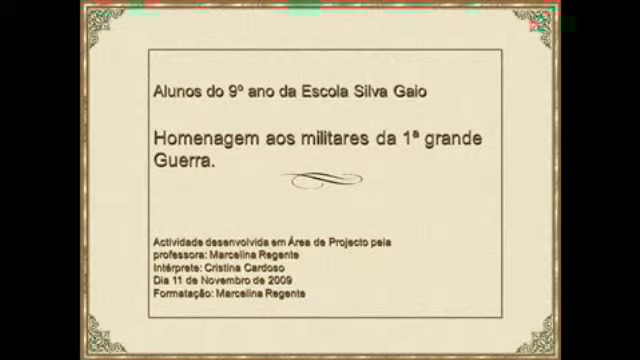 Alunos do 9º ano da Escola Silva Gaio
Homenagem aos militares da 1ª grande
Guerra.
Actividade desenvolvida em Área de Projecto pela
professora: Marcelina Regente
Intérprete: Cristina Cardoso
Dia 11 de Novembro de 2009
Formatação: Marcelina Regente